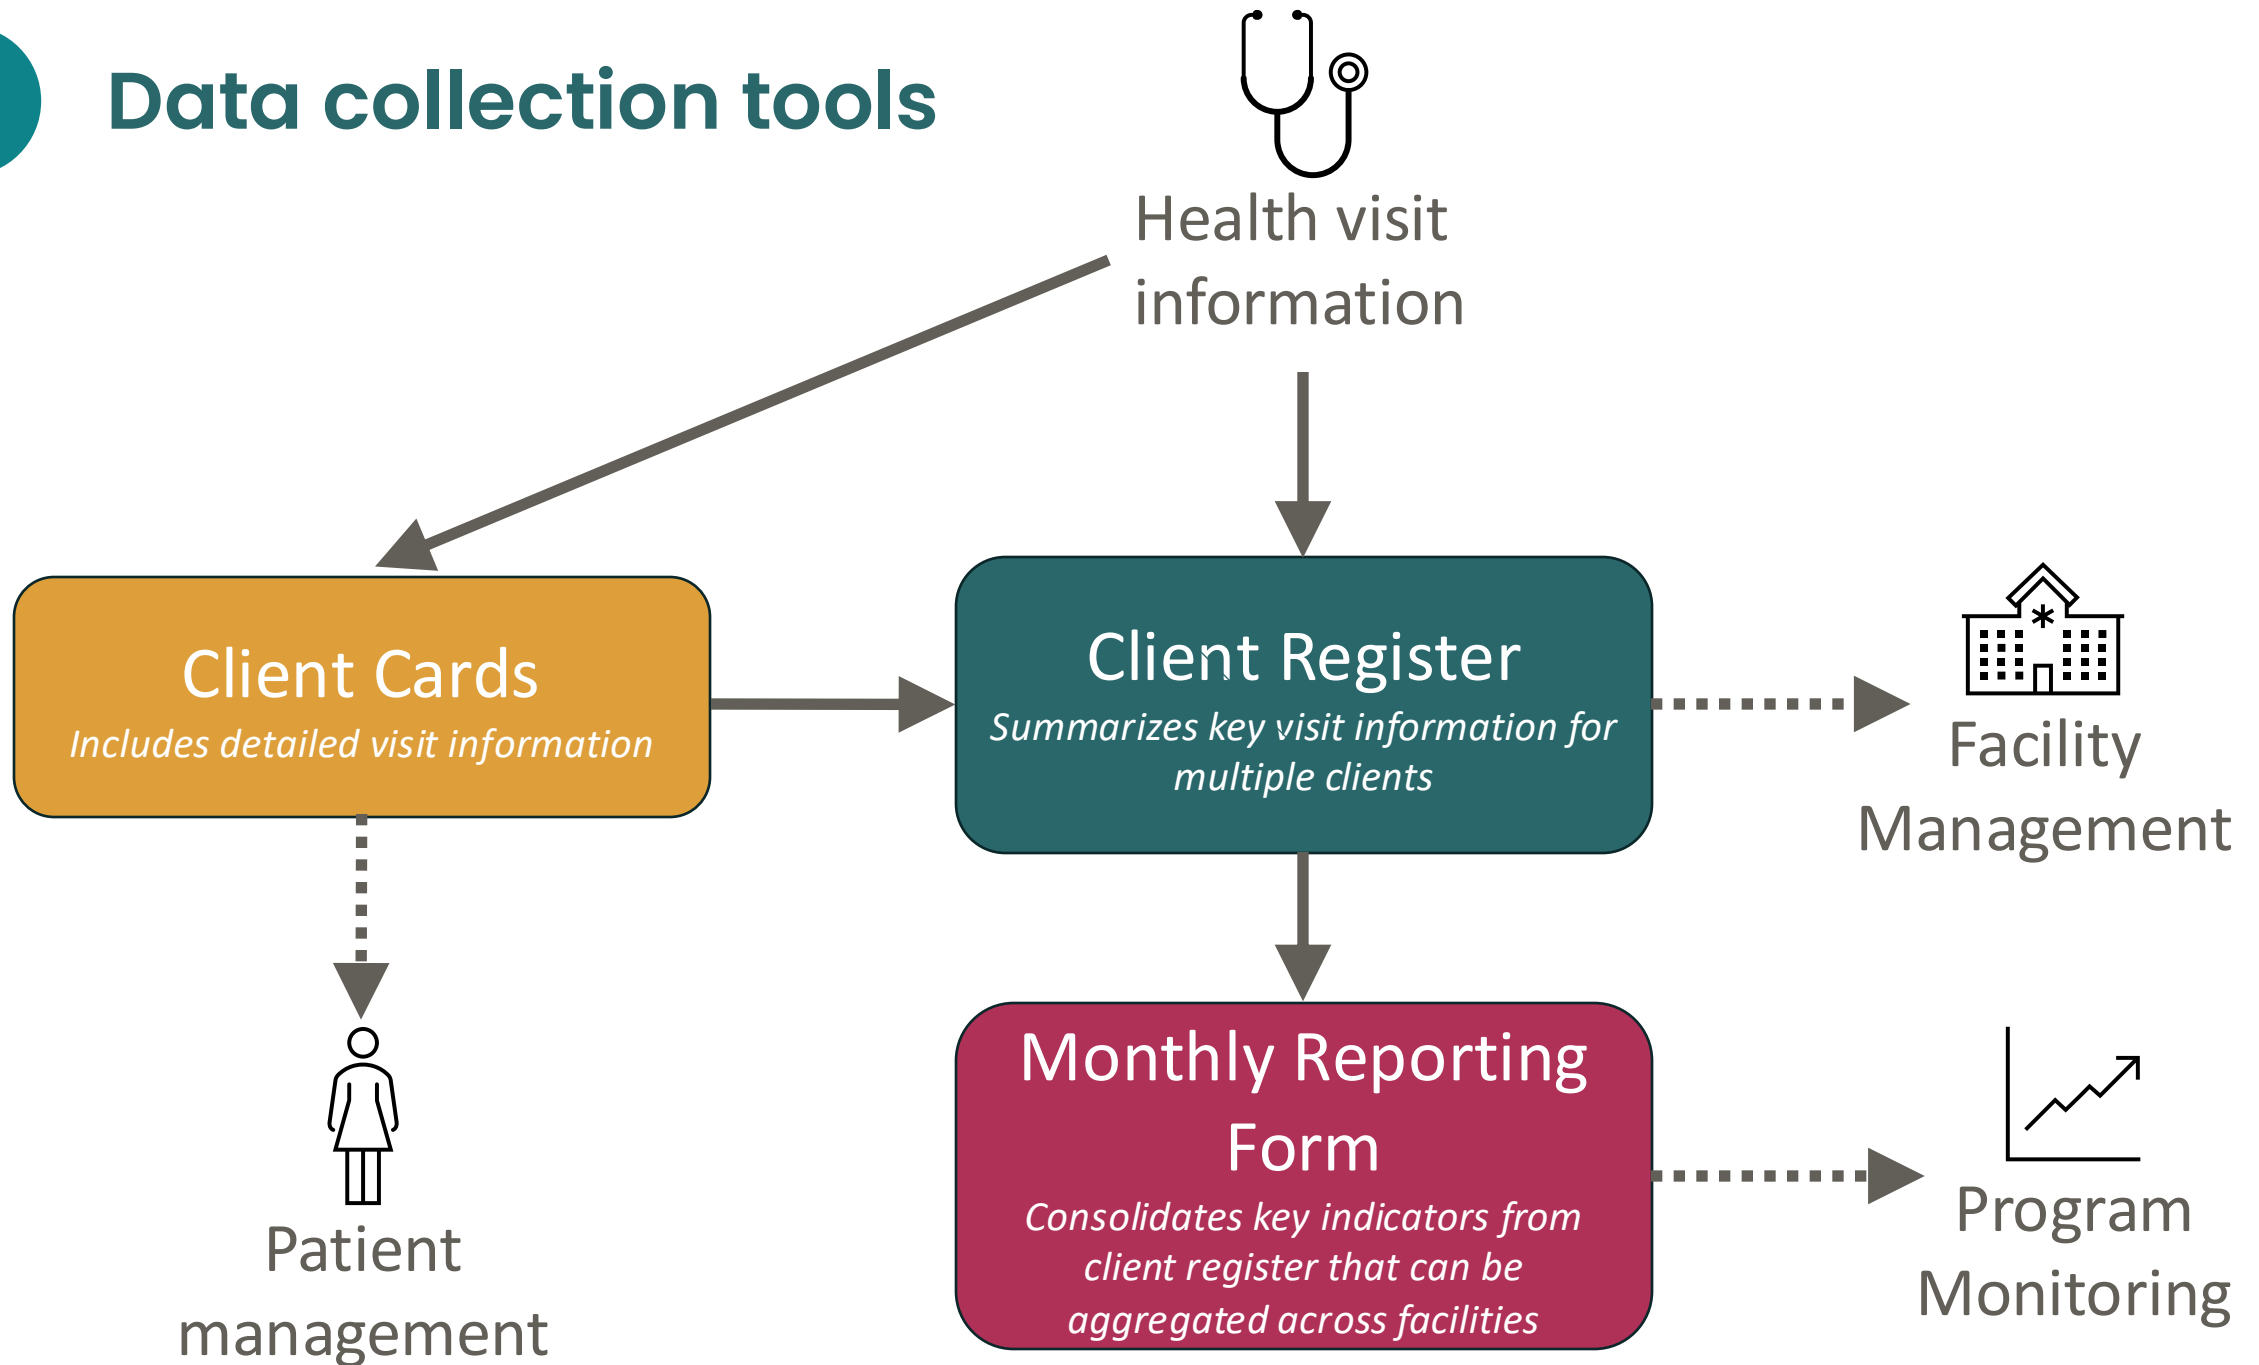 Data collection tools
Health visit
information
Client Cards
Includes detailed visit information
Client Register
Summarizes key visit information for
multiple clients
Facility
Management
Monthly Reporting
Form
Consolidates key indicators from
client register that can be
aggregated across facilities
Patient
management
Program
Monitoring